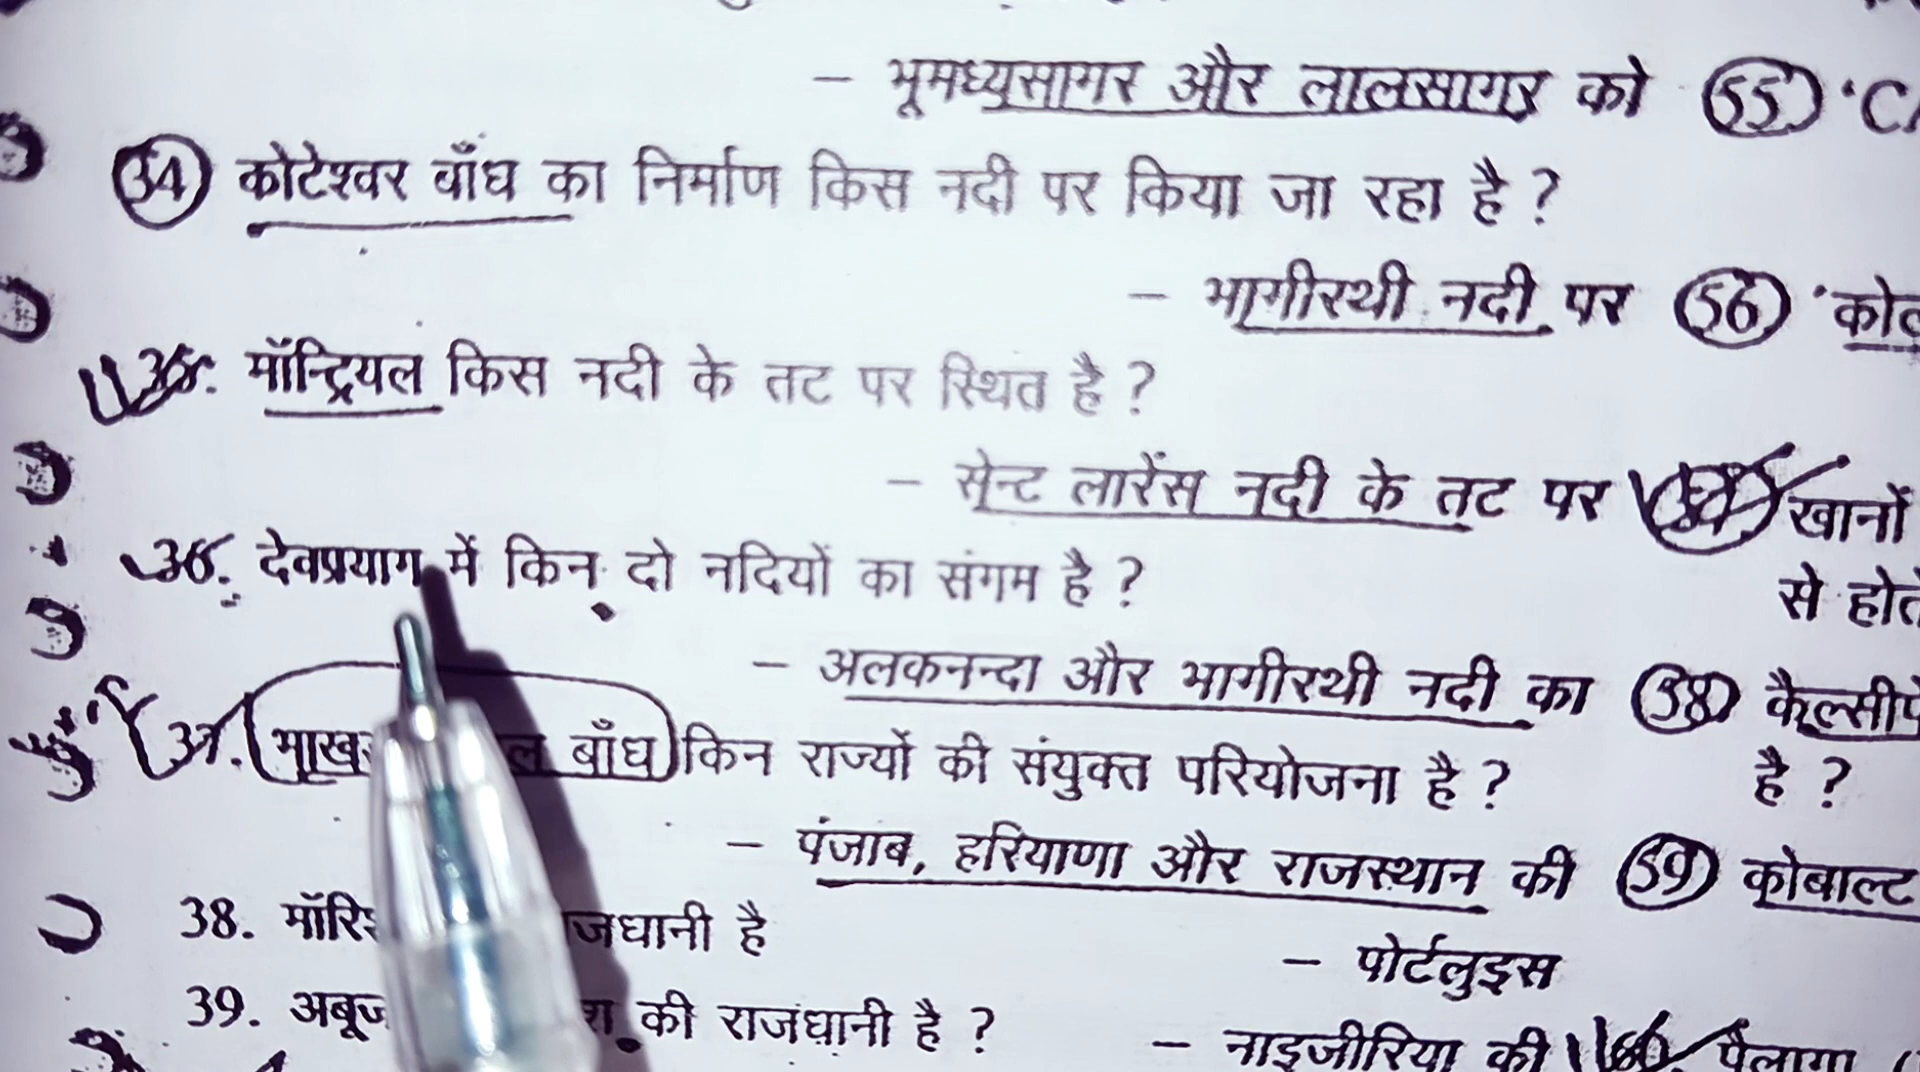 – भूमध्यसागर और लालसागर को
34 कोटेश्वर बाँध का निर्माण किस नदी पर किया जा रहा है ?
– भागीरथी नदी पर
35. मॉन्ट्रियल किस नदी के तट पर स्थित है ?
– सेन्ट लारेंस नदी के तट पर
36. देवप्रयाग में किन दो नदियों का संगम है ?
– अलकनन्दा और भागीरथी नदी का
37. बाँध किन राज्यों की संयुक्त परियोजना है ?
– पंजाब, हरियाणा और राजस्थान की
38. है
– पोर्टलुइस
39. की राजधानी है ?
– नाइजीरिया की
55
56
खानों
से
58
है ?
59 कोबाल्ट
60.